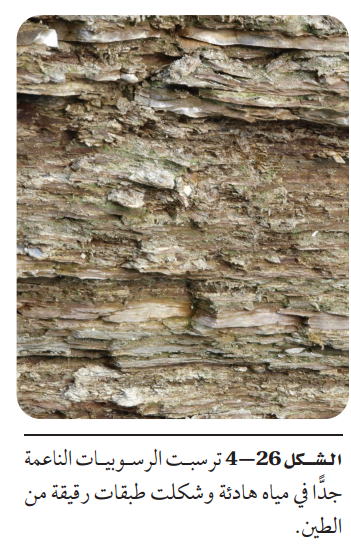 الشكل 26–4 ترسبت الرسوبيات الناعمة
جدًّا في مياه هادئة وشكلت طبقات رقيقة من
الطين.